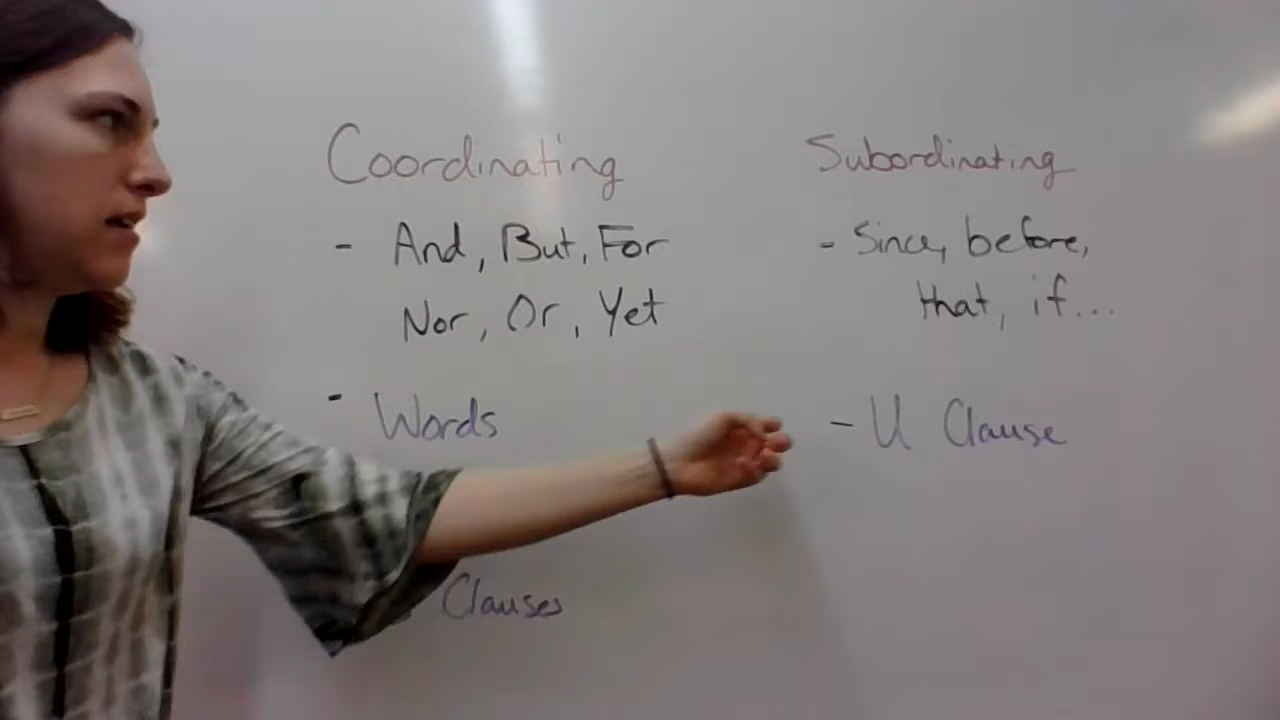 Coordinating
- And, But, For
Nor, Or, Yet
- Words
Clauses
Subordinating
- Since, before,
that, if...
- U Clause